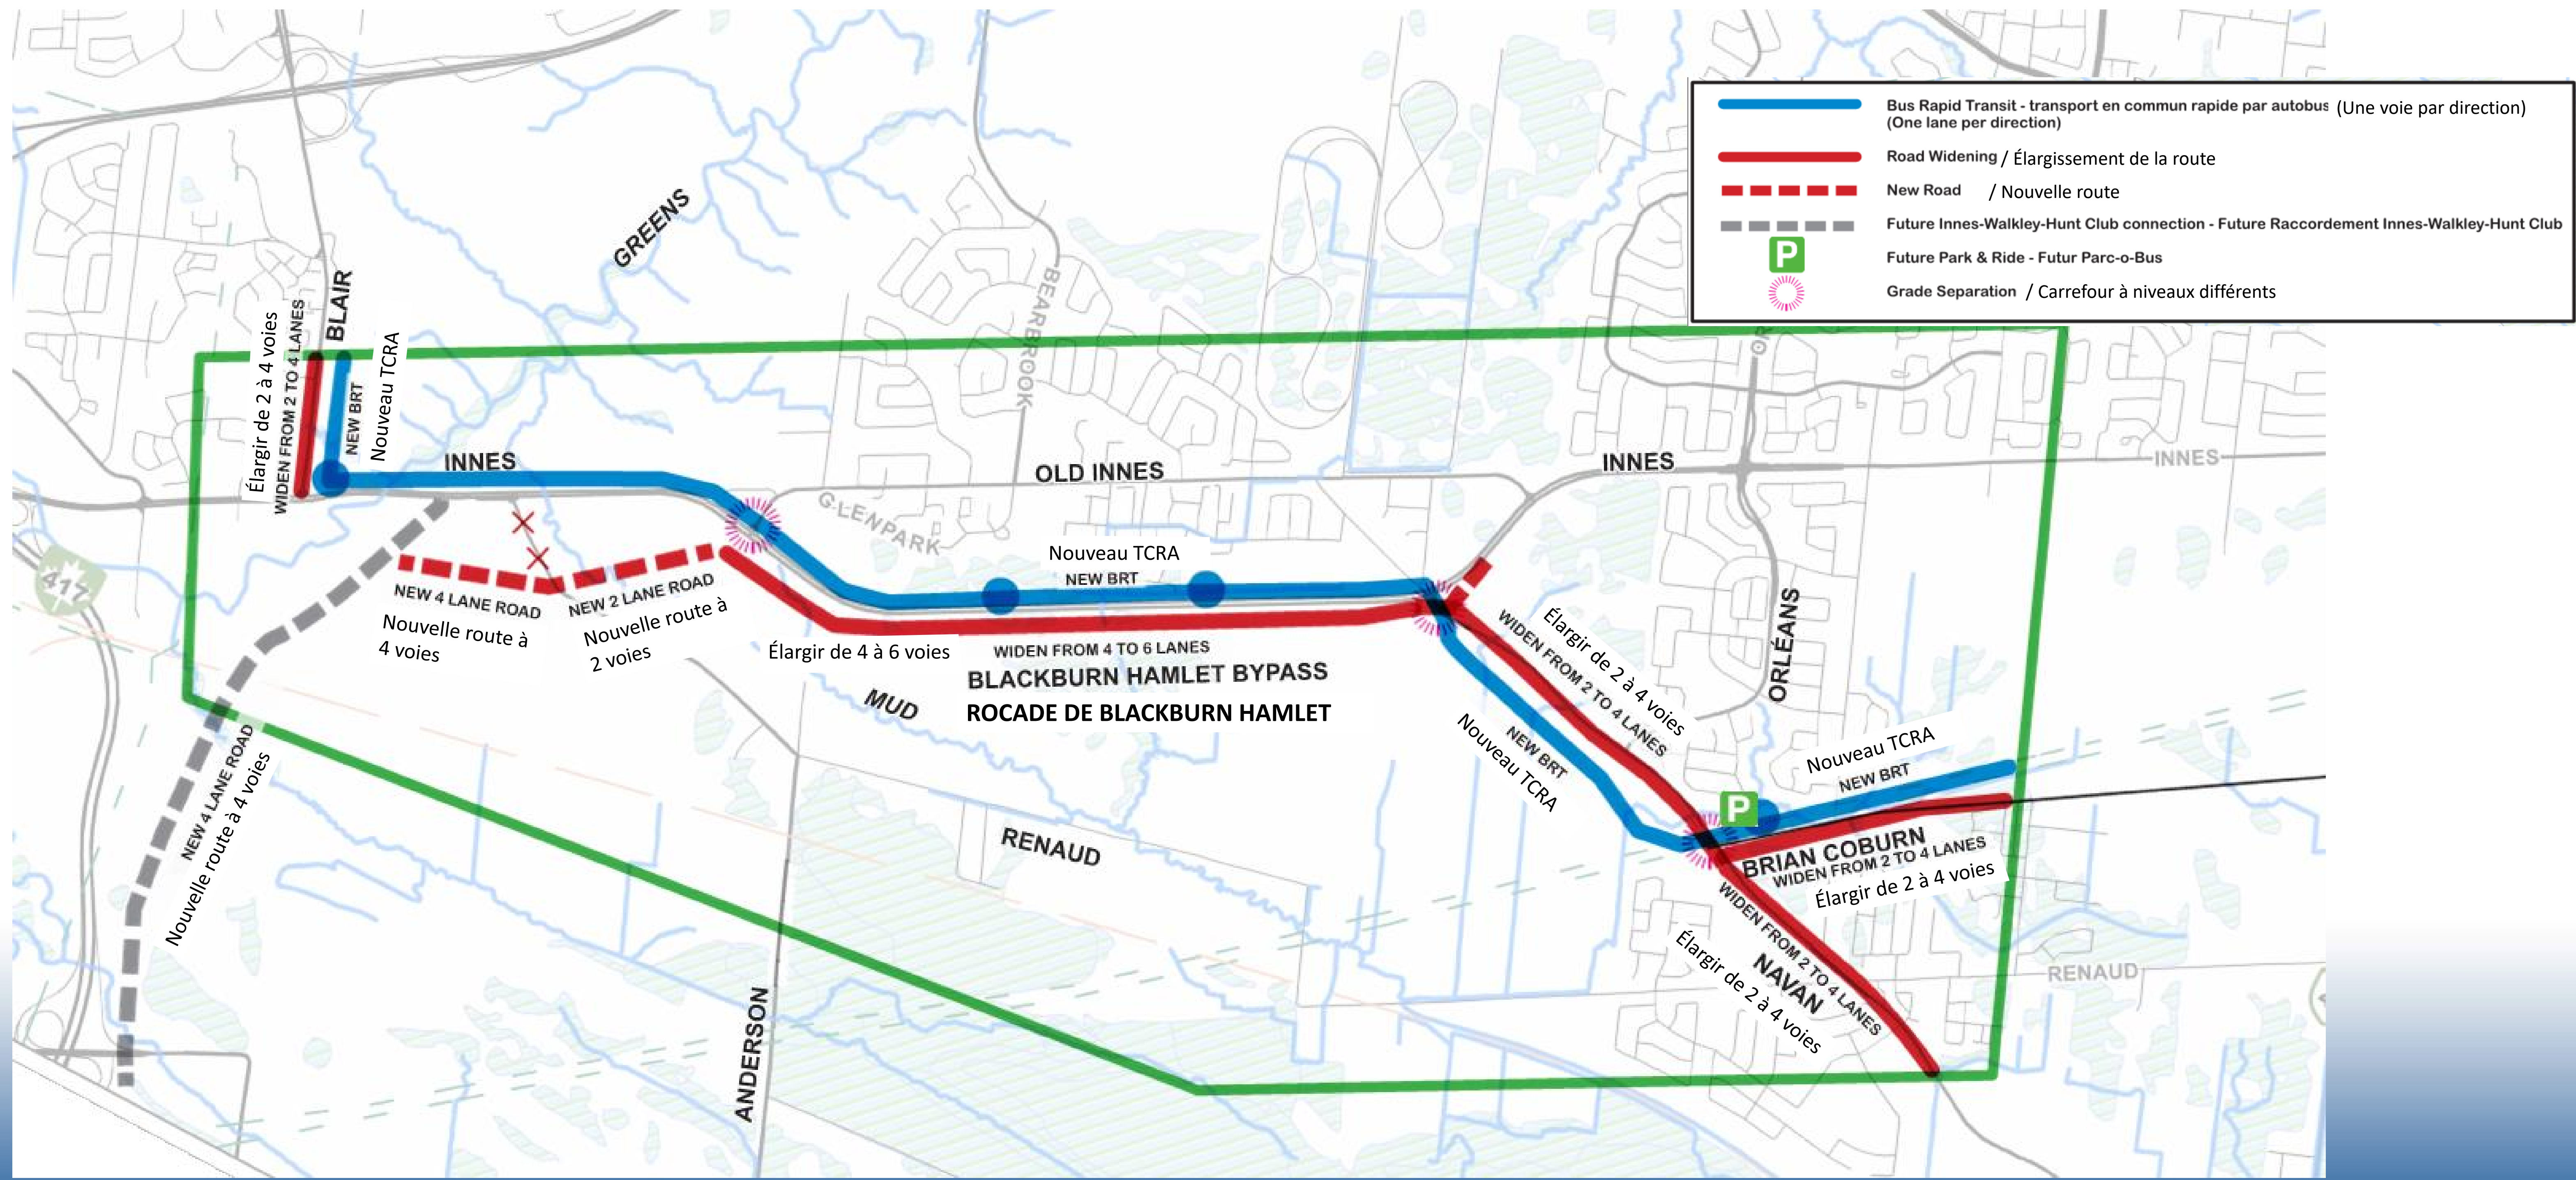 Bus Rapid Transit - transport en commun rapide par autobus (Une voie par direction)
(One lane per direction)
Road Widening / Élargissement de la route
New Road / Nouvelle route
Future Innes-Walkley-Hunt Club connection - Future Raccordement Innes-Walkley-Hunt Club
P
Future Park & Ride - Futur Parc-o-Bus
Grade Separation / Carrefour à niveaux différents
GREENS
BLAIR
Élargir de 2 à 4 voies
WIDEN FROM 2 TO 4 LANES
NEW BRT
Nouveau TCRA
BEARBROOK
INNES
OLD INNES
INNES
INNES
GLENPARK
417
NEW 4 LANE ROAD
Nouvelle route à
4 voies
NEW 2 LANE ROAD
Nouvelle route à
2 voies
Nouveau TCRA
NEW BRT
Élargir de 4 à 6 voies
WIDEN FROM 4 TO 6 LANES
BLACKBURN HAMLET BYPASS
ROCADE DE BLACKBURN HAMLET
MUD
Élargir de 2 à 4 voies
WIDEN FROM 2 TO 4 LANES
NEW BRT
Nouveau TCRA
ORLÉANS
NEW 4 LANE ROAD
Nouvelle route à 4 voies
Nouveau TCRA
NEW BRT
P
BRIAN COBURN
WIDEN FROM 2 TO 4 LANES
Élargir de 2 à 4 voies
RENAUD
WIDEN FROM 2 TO 4 LANES
NAVAN
Élargir de 2 à 4 voies
RENAUD
ANDERSON